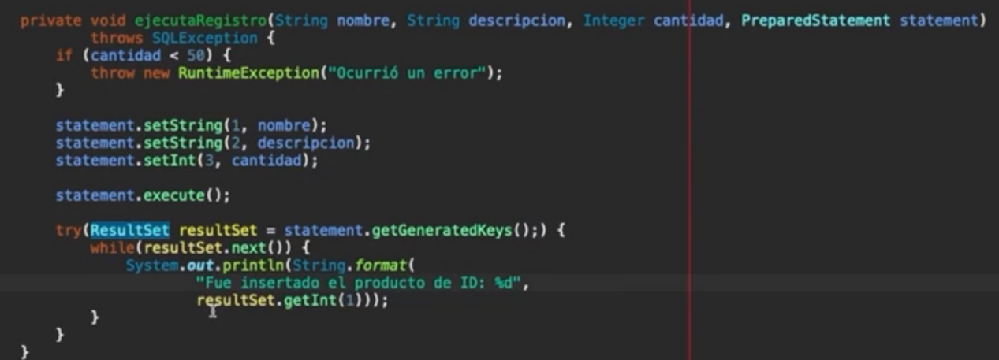 private void ejecutaRegistro(String nombre, String descripcion, Integer cantidad, PreparedStatement statement)
throws SQLException {
if (cantidad < 50) {
throw new RuntimeException("Ocurrió un error");
}
statement.setString(1, nombre);
statement.setString(2, descripcion);
statement.setInt(3, cantidad);
statement.execute();
try(ResultSet resultSet = statement.getGeneratedKeys();) {
while(resultSet.next()) {
System.out.println(String.format(
"Fue insertado el producto de ID: %d",
resultSet.getInt(1)));
}
}
}